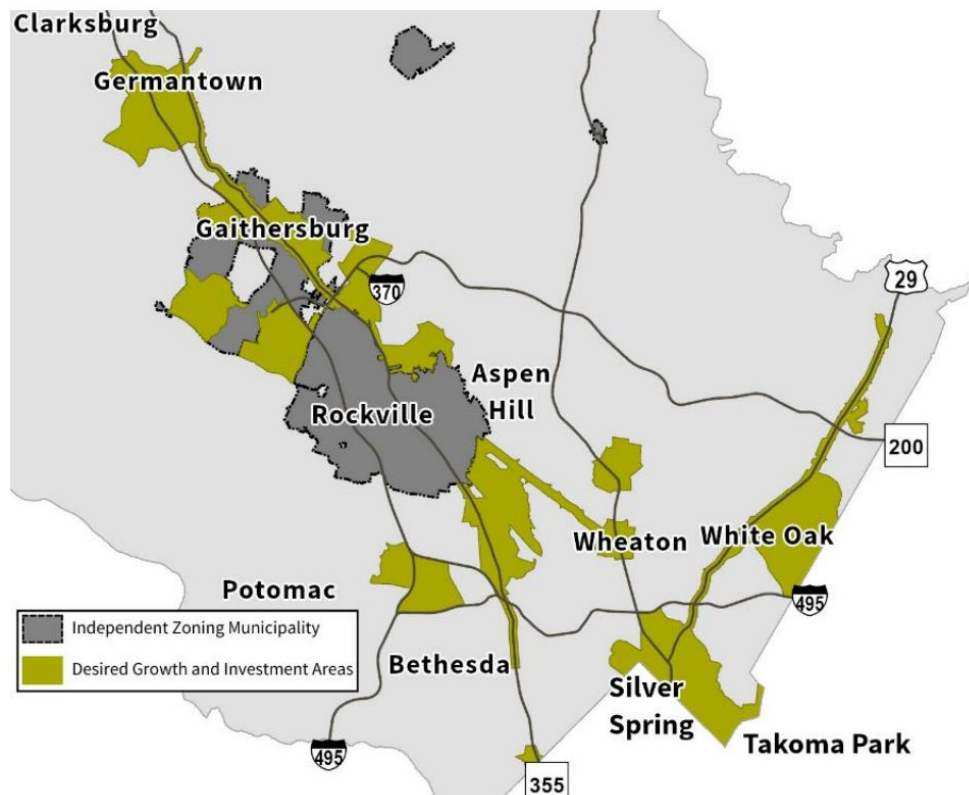 Clarksburg
Germantown
Gaithersburg
370
29
Aspen
Hill
Rockville
200
Wheaton
White Oak
Potomac
495
Independent Zoning Municipality
Desired Growth and Investment Areas
Bethesda
Silver
Spring
Takoma Park
495
355